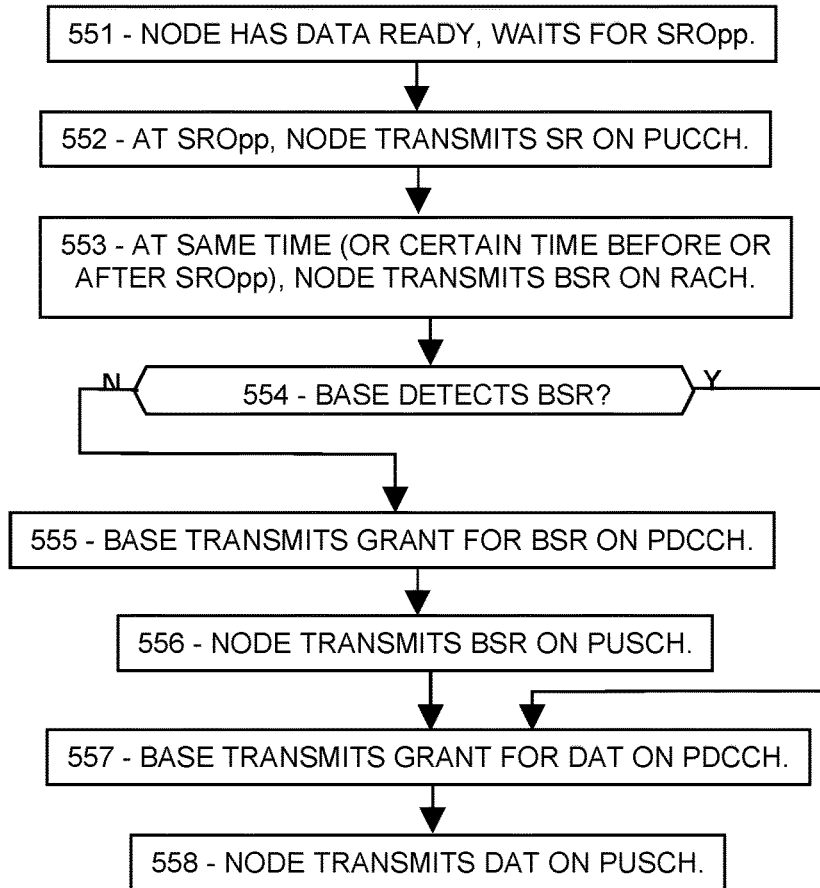 551 - NODE HAS DATA READY, WAITS FOR SROpp.
552 - AT SROpp, NODE TRANSMITS SR ON PUCCH.
553 - AT SAME TIME (OR CERTAIN TIME BEFORE OR
AFTER SROpp), NODE TRANSMITS BSR ON RACH.
N
554 - BASE DETECTS BSR?
Y
555 - BASE TRANSMITS GRANT FOR BSR ON PDCCH.
556 - NODE TRANSMITS BSR ON PUSCH.
557 - BASE TRANSMITS GRANT FOR DAT ON PDCCH.
558 - NODE TRANSMITS DAT ON PUSCH.